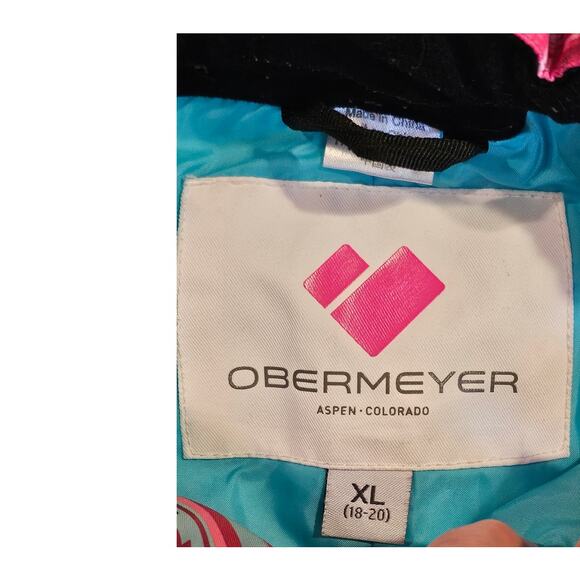 Made in China
OBERMEYER
ASPEN · COLORADO
XL
(18-20)